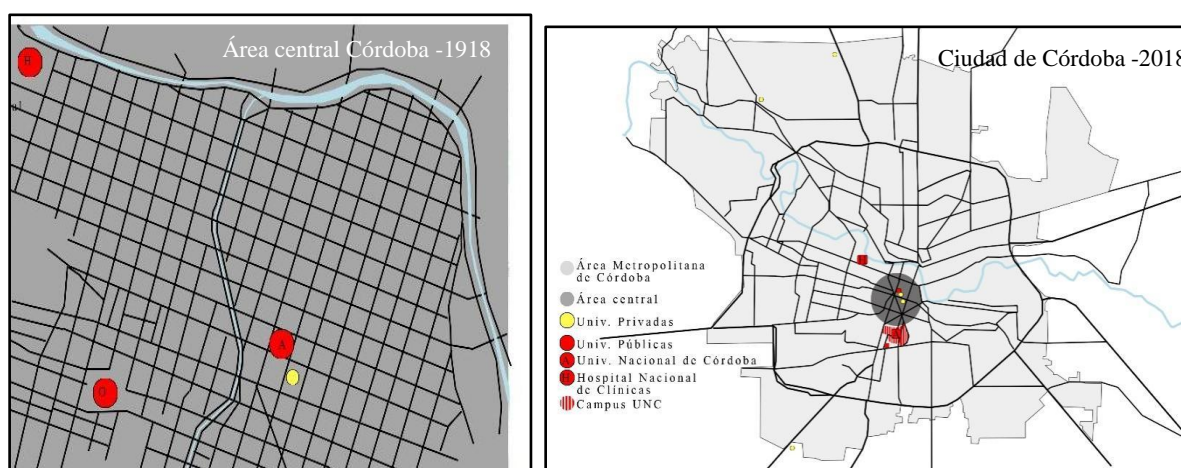 Área central Córdoba -1918
H
A
O
Ciudad de Córdoba -2018
Área Metropolitana
de Córdoba
Área central
Univ. Privadas
Univ. Públicas
A Univ. Nacional de Córdoba
H Hospital Nacional
de Clínicas
Campus UNC
H